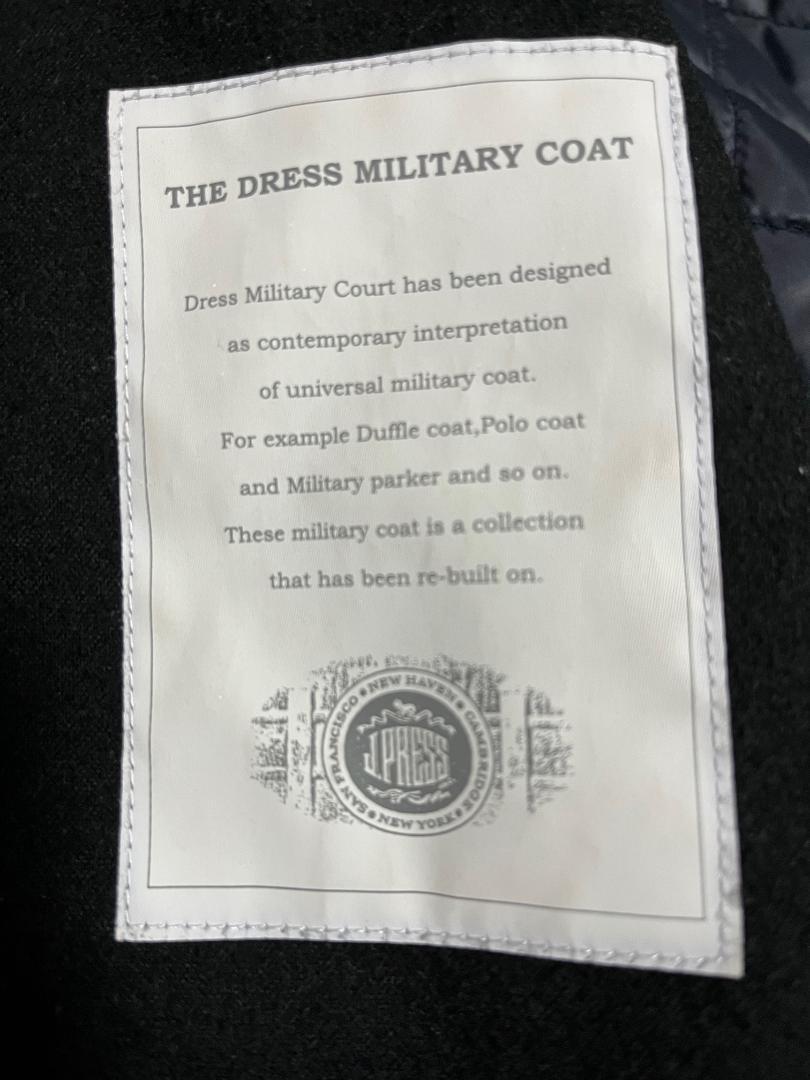 THE DRESS MILITARY COAT
Dress Military Court has been designed
as contemporary interpretation
of universal military coat.
For example Duffle coat,Polo coat
and Military parker and so on.
These military coat is a collection
that has been re-built on.
NEW HAVEN • CAMBRIDGE • NEW YORK • SAN FRANCISCO
J.PRESS